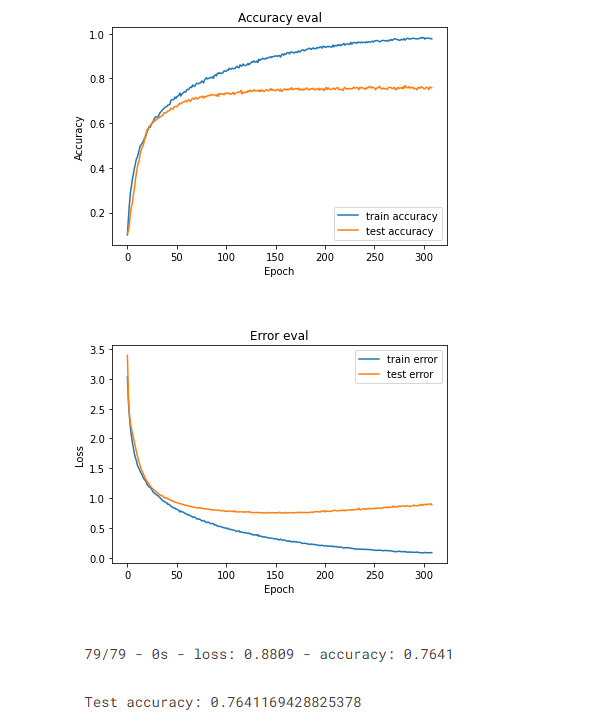 Accuracy eval
1.0
0.8
0.6
0.4
0.2
Accuracy
train accuracy
test accuracy
0 50 100 150 200 250 300
Epoch
Error eval
3.5
3.0
2.5
2.0
1.5
1.0
0.5
0.0
Loss
train error
test error
0 50 100 150 200 250 300
Epoch
79/79 - 0s - loss: 0.8809 - accuracy: 0.7641
Test accuracy: 0.7641169428825378